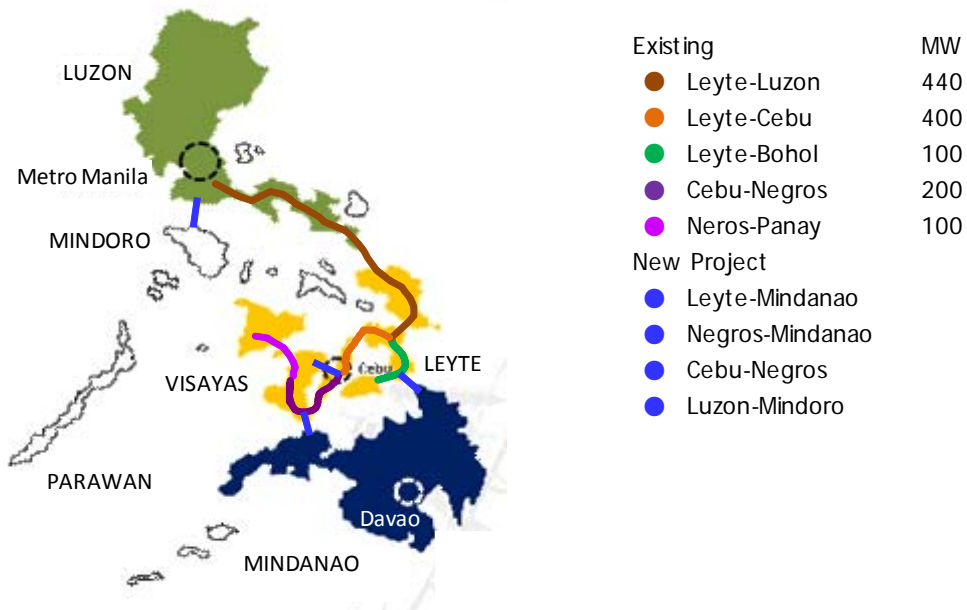 LUZON
Metro Manila
MINDORO
Cebu
LEYTE
VISAYAS
PARAWAN
Davao
MINDANAO
Existing MW
Leyte-Luzon 440
Leyte-Cebu 400
Leyte-Bohol 100
Cebu-Negros 200
Neros-Panay 100
New Project
Leyte-Mindanao
Negros-Mindanao
Cebu-Negros
Luzon-Mindoro